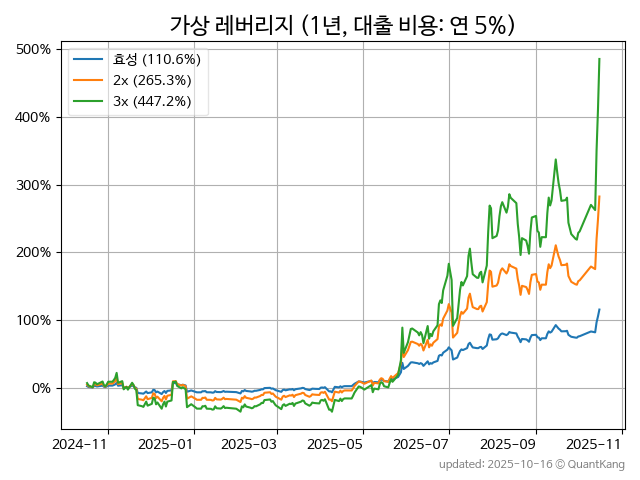 가상 레버리지 (1년, 대출 비용: 연 5%)
500%
400%
300%
200%
100%
0%
효성 (110.6%)
2x (265.3%)
3x (447.2%)
2024-11
2025-01
2025-03
2025-05
2025-07
2025-09
2025-11
updated: 2025-10-16 © QuantKang